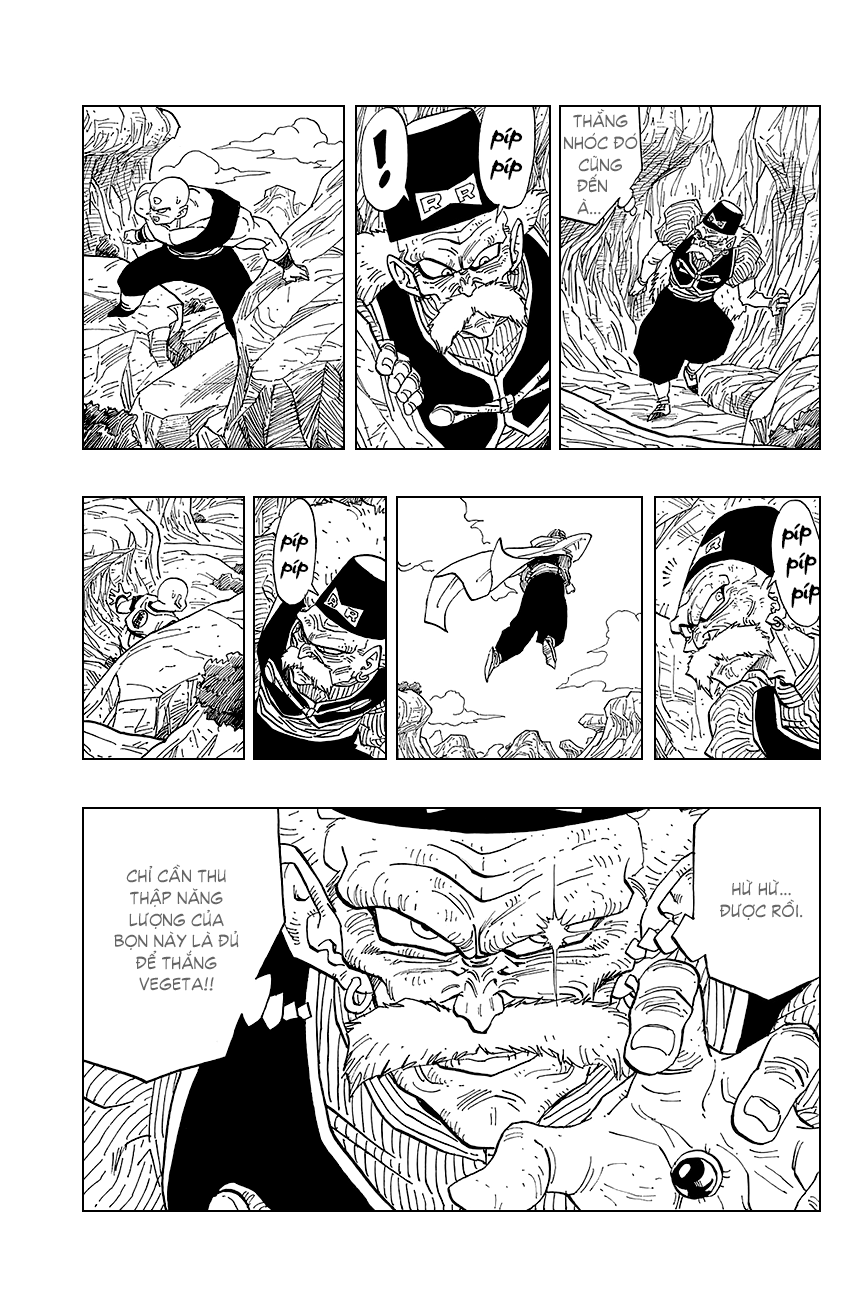 THẰNG
NHÓC ĐÓ
CŨNG
ĐẾN
À...
píp
píp
!
R R
píp
píp
píp
R
píp
píp
R R
HỪ HỪ...
ĐƯỢC RỒI.
CHỈ CẦN THU
THẬP NĂNG
LƯỢNG CỦA
BỌN NÀY LÀ ĐỦ
ĐỂ THẮNG
VEGETA!!